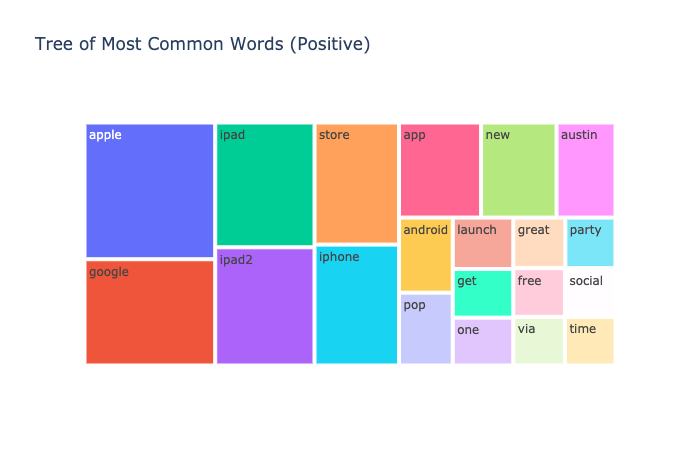 Tree of Most Common Words (Positive)
apple
ipad
store
app
new
austin
android
launch
great
party
google
ipad2
iphone
get
free
social
pop
one
via
time